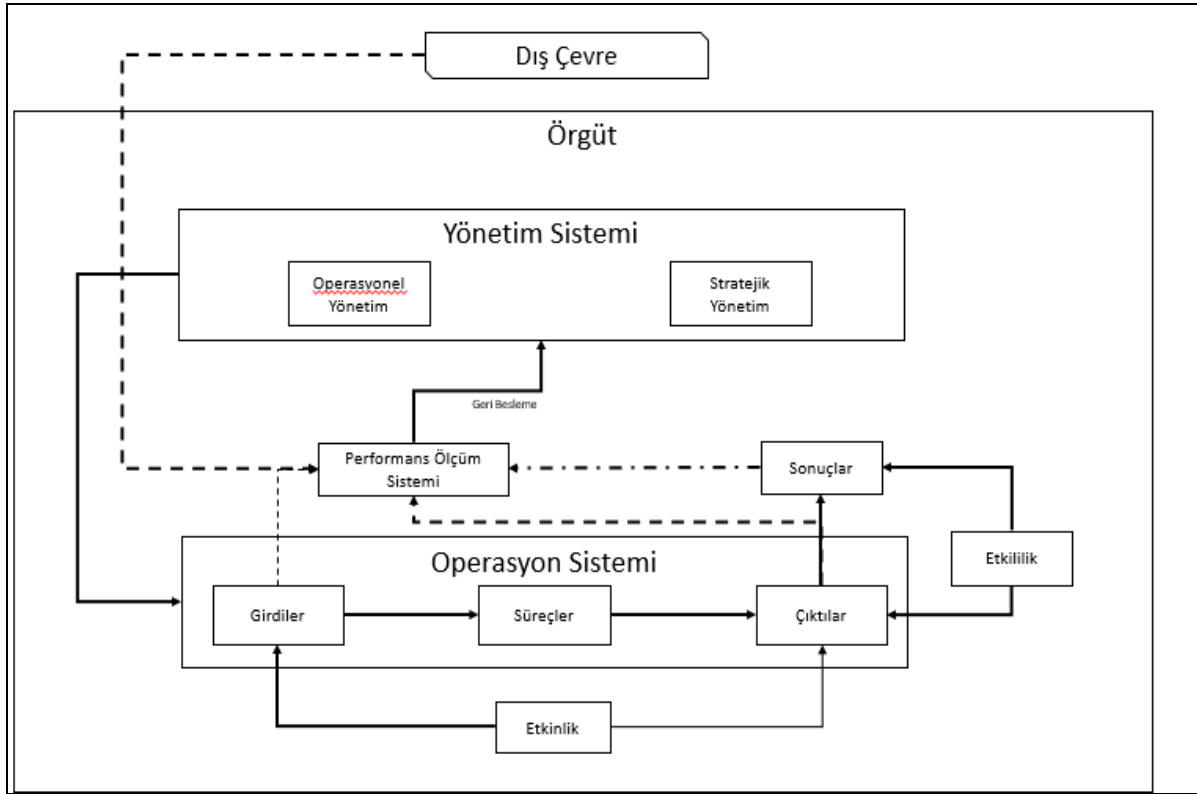 Dış Çevre
Örgüt
Yönetim Sistemi
Operasyonel
Yönetim
Stratejik
Yönetim
Geri Besleme
Performans Ölçüm
Sistemi
Sonuçlar
Operasyon Sistemi
Etkililik
Girdiler
Süreçler
Çıktılar
Etkinlik